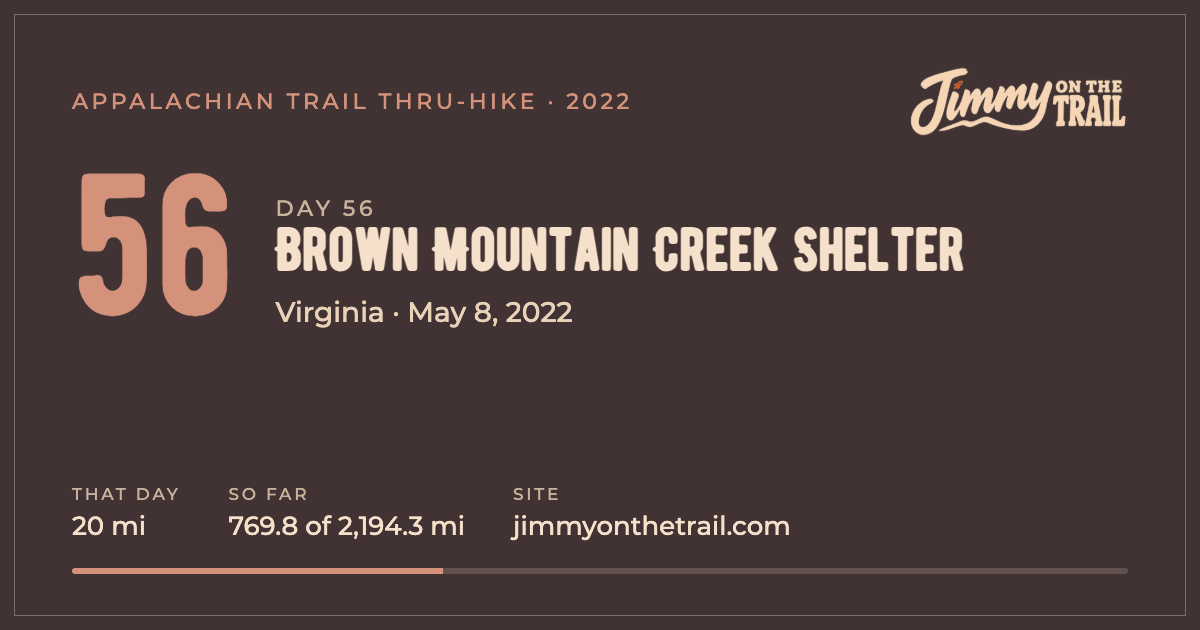 APPALACHIAN TRAIL THRU-HIKE · 2022
Jimmy ON THE TRAIL
56
DAY 56
BROWN MOUNTAIN CREEK SHELTER
Virginia · May 8, 2022
THAT DAY SO FAR SITE
20 mi 769.8 of 2,194.3 mi jimmyonthetrail.com